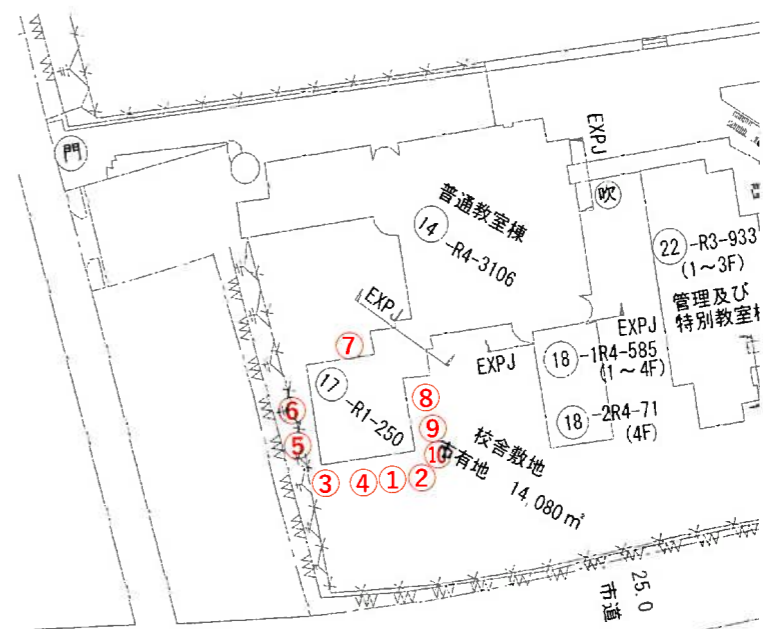 門
EXPJ
吹
普通教室棟
14 -R4-3106
22 -R3-933
(1～3F)
管理及び
特別教室棟
EXPJ
⑦
EXPJ
EXPJ
18 -1R4-585
(1～4F)
17 -R1-250
18 -2R4-71
(4F)
⑥
⑤
⑧
⑨
⑩
③
④
①
②
校舎敷地
市有地 14,080㎡
25.0
市道